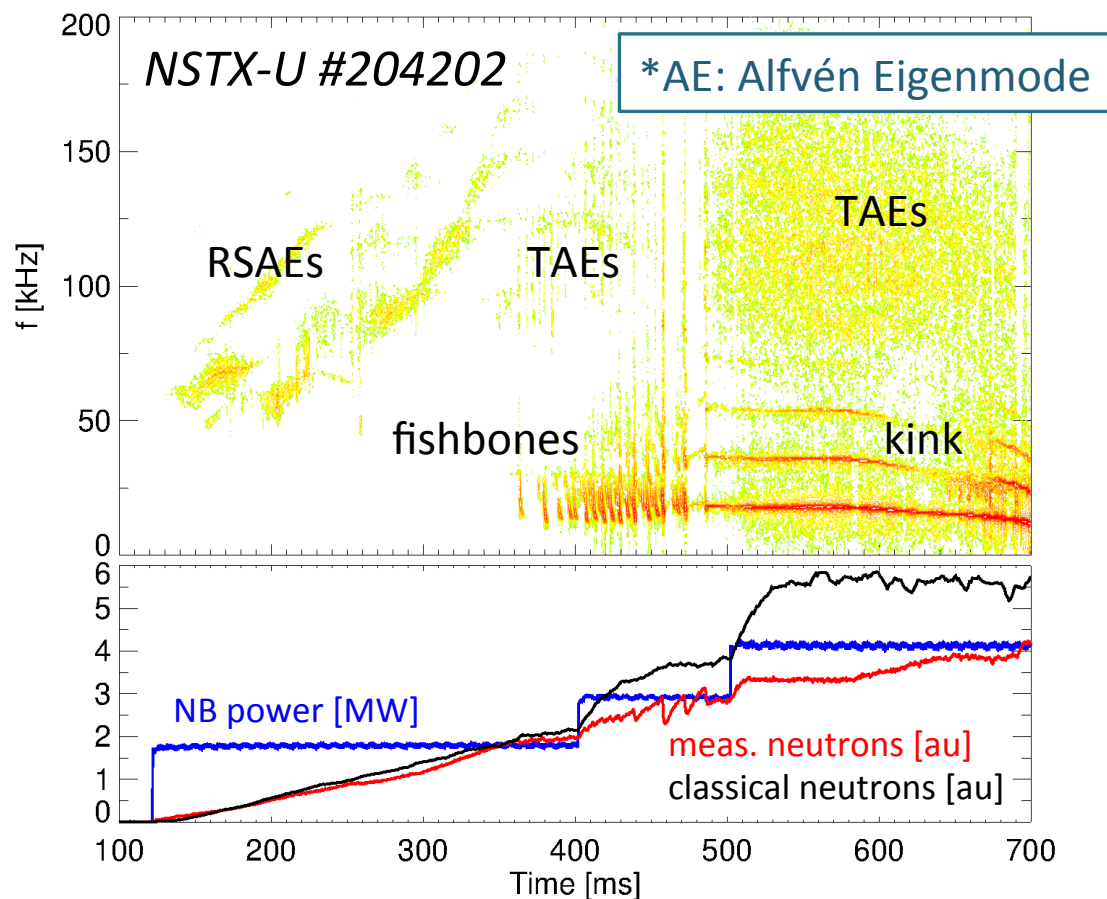 NSTX-U #204202
*AE: Alfvén Eigenmode
200
150
100
50
0
f [kHz]
RSAEs
TAEs
TAEs
fishbones
kink
6
5
4
3
2
1
0
NB power [MW]
meas. neutrons [au]
classical neutrons [au]
100 200 300 400 500 600 700
Time [ms]